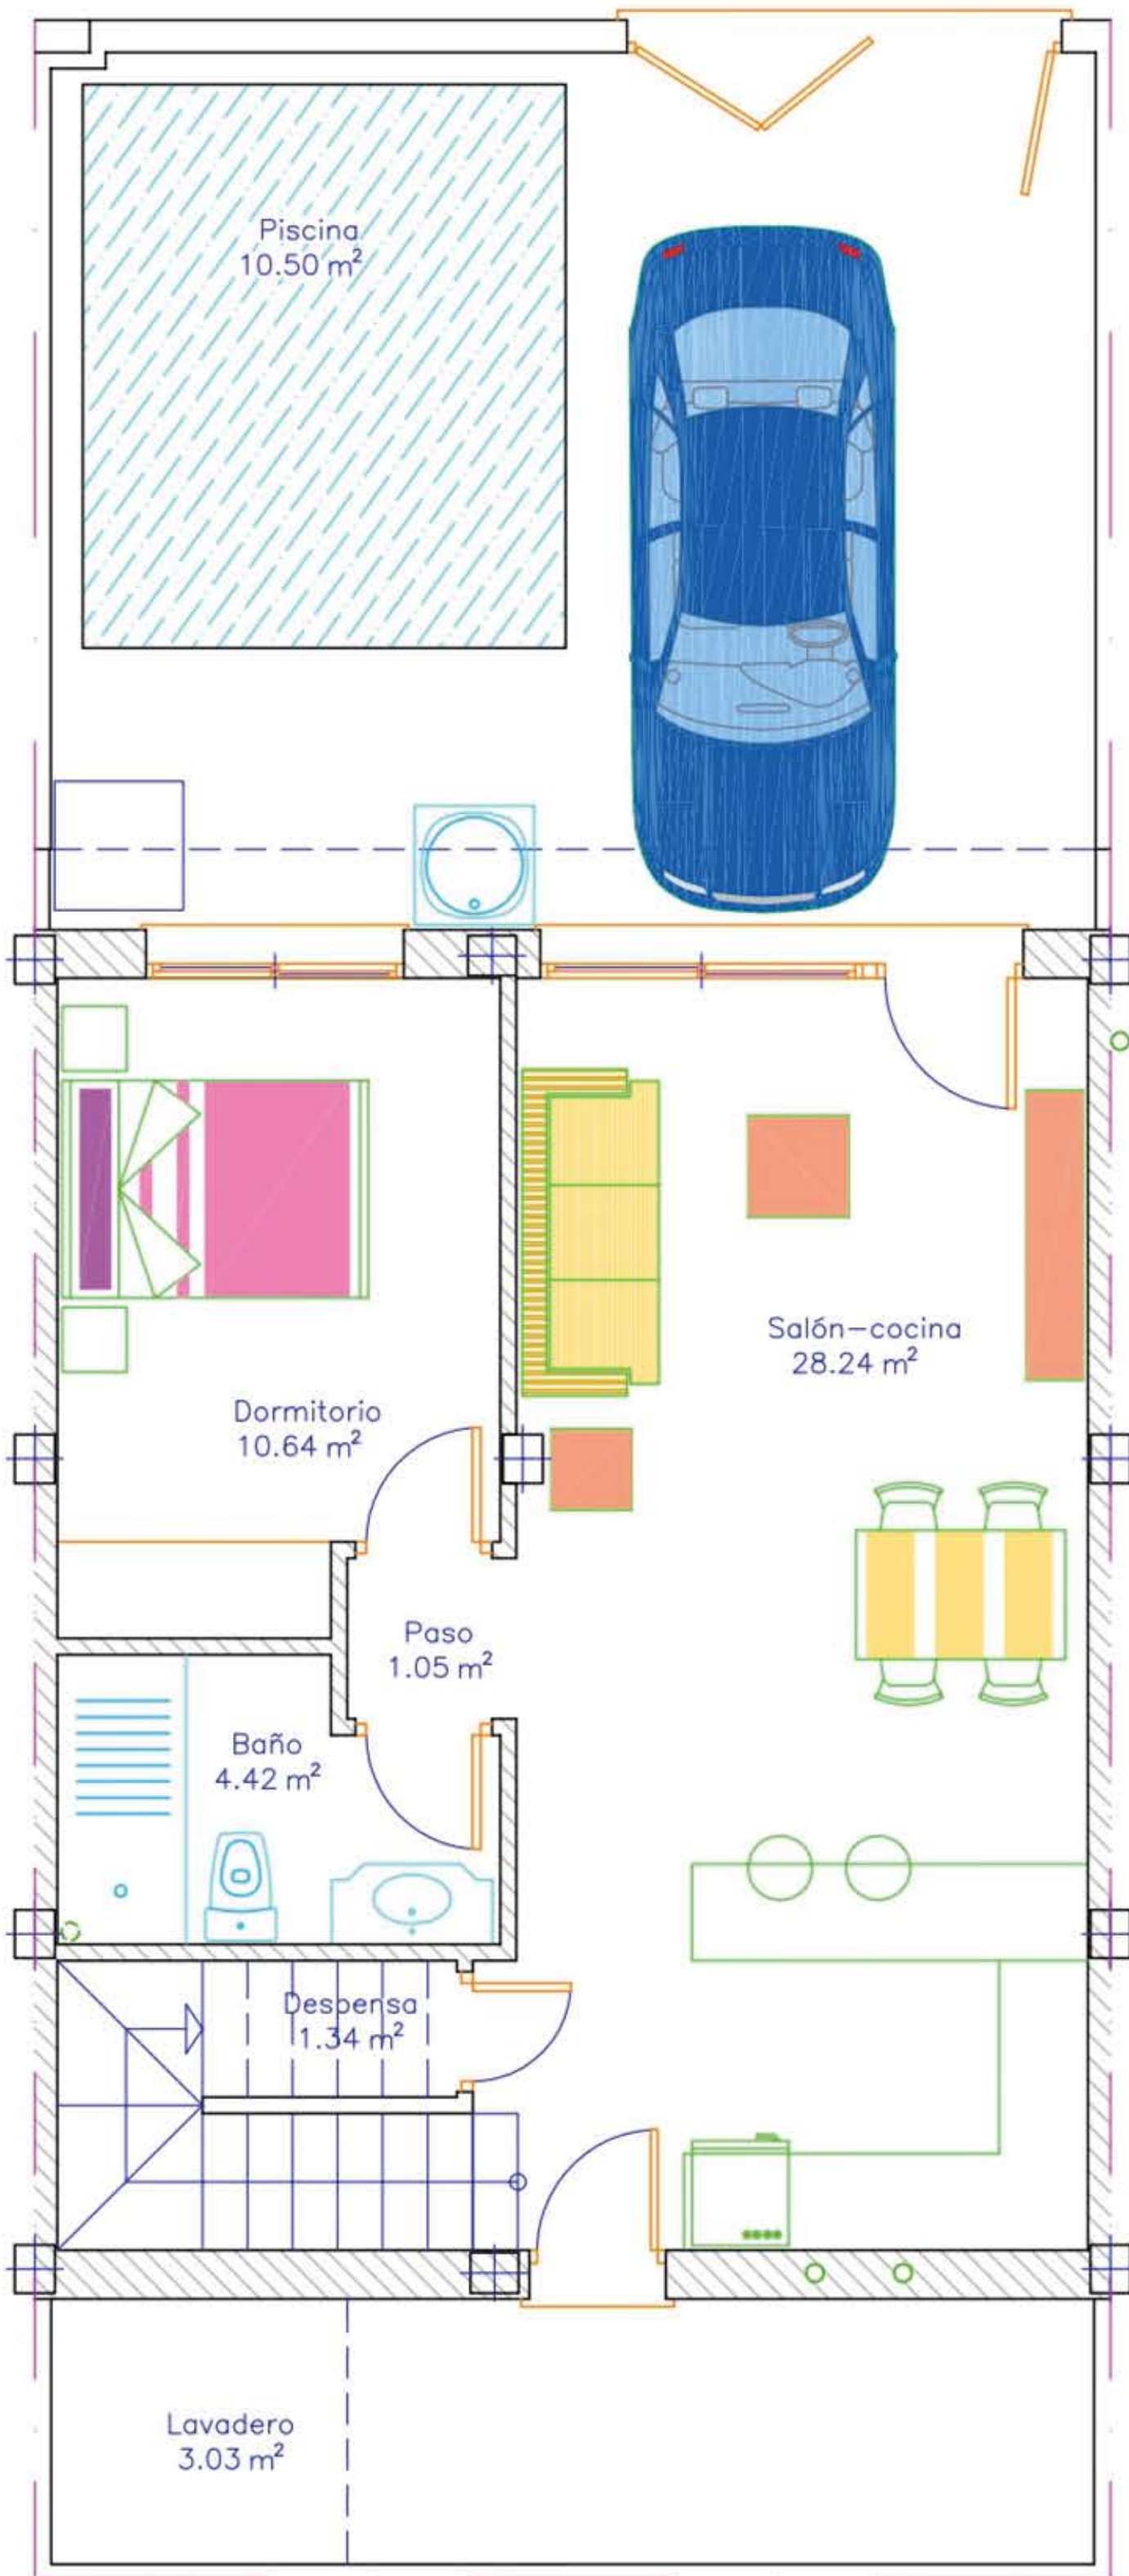 Piscina
10.50 m²
Salón-cocina
28.24 m²
Dormitorio
10.64 m²
Paso
1.05 m²
Baño
4.42 m²
Despensa
1.34 m²
Lavadero
3.03 m²